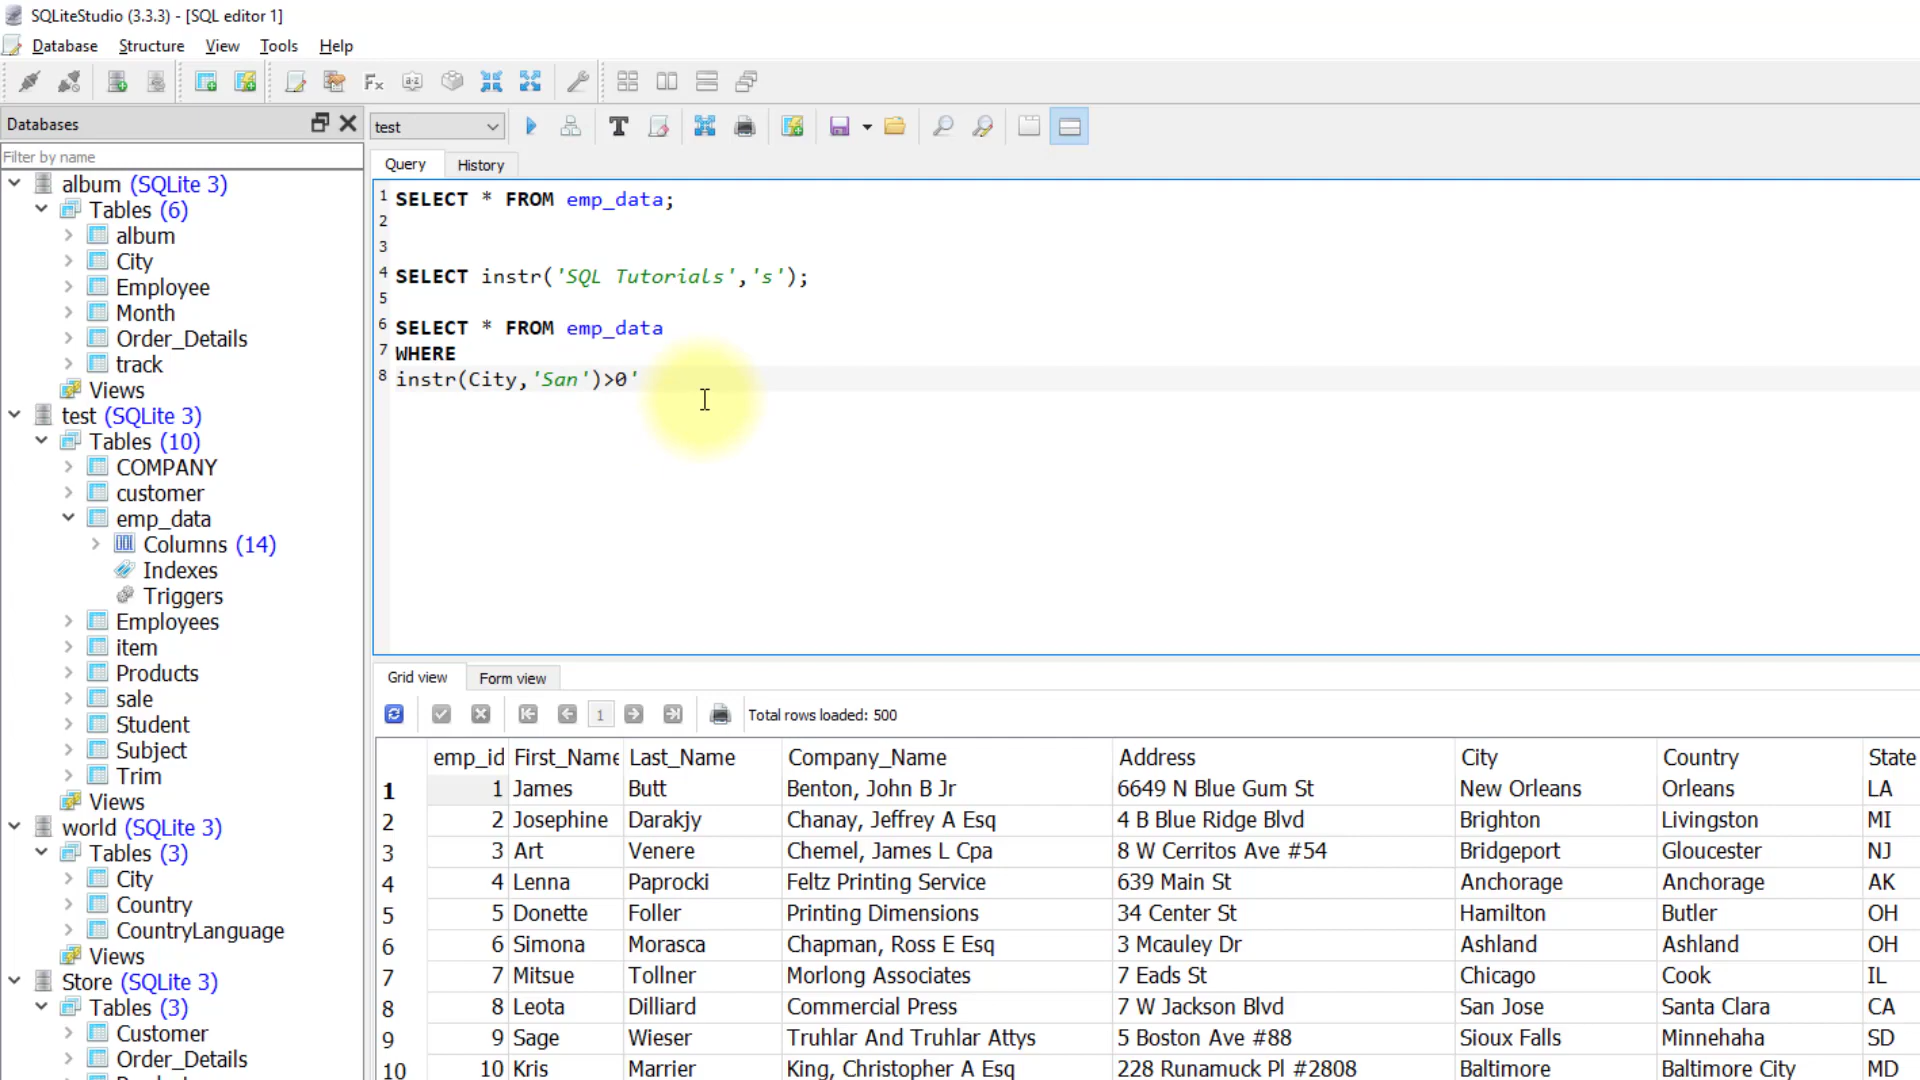 SQLiteStudio (3.3.3) - [SQL editor 1]
Database Structure View Tools Help
Fx
Databases
test
T
Filter by name
Query History
album (SQLite 3)
Tables (6)
album
City
Employee
Month
Order_Details
track
Views
test (SQLite 3)
Tables (10)
COMPANY
customer
emp_data
Columns (14)
Indexes
Triggers
Employees
item
Products
sale
Student
Subject
Trim
Views
world (SQLite 3)
Tables (3)
City
Country
CountryLanguage
Views
Store (SQLite 3)
Tables (3)
Customer
Order_Details
1 SELECT * FROM emp_data;
2
3
4 SELECT instr('SQL Tutorials','s');
5
6 SELECT * FROM emp_data
7 WHERE
8 instr(City,'San')>0'
Grid view Form view
1 Total rows loaded: 500
emp_id First_Name Last_Name Company_Name Address City Country State
1 1 James Butt Benton, John B Jr 6649 N Blue Gum St New Orleans Orleans LA
2 2 Josephine Darakjy Chanay, Jeffrey A Esq 4 B Blue Ridge Blvd Brighton Livingston MI
3 3 Art Venere Chemel, James L Cpa 8 W Cerritos Ave #54 Bridgeport Gloucester NJ
4 4 Lenna Paprocki Feltz Printing Service 639 Main St Anchorage Anchorage AK
5 5 Donette Foller Printing Dimensions 34 Center St Hamilton Butler OH
6 6 Simona Morasca Chapman, Ross E Esq 3 Mcauley Dr Ashland Ashland OH
7 7 Mitsue Tollner Morlong Associates 7 Eads St Chicago Cook IL
8 8 Leota Dilliard Commercial Press 7 W Jackson Blvd San Jose Santa Clara CA
9 9 Sage Wieser Truhlar And Truhlar Attys 5 Boston Ave #88 Sioux Falls Minnehaha SD
10 10 Kris Marrier King, Christopher A Esq 228 Runamuck Pl #2808 Baltimore Baltimore City MD